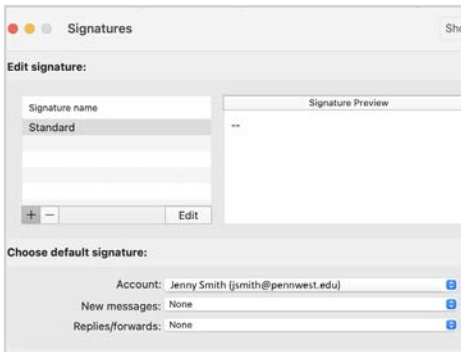 Signatures
Sho
Edit signature:
Signature name
Signature Preview
Standard
--
+ −
Edit
Choose default signature:
Account: Jenny Smith (jsmith@pennwest.edu)
New messages: None
Replies/forwards: None